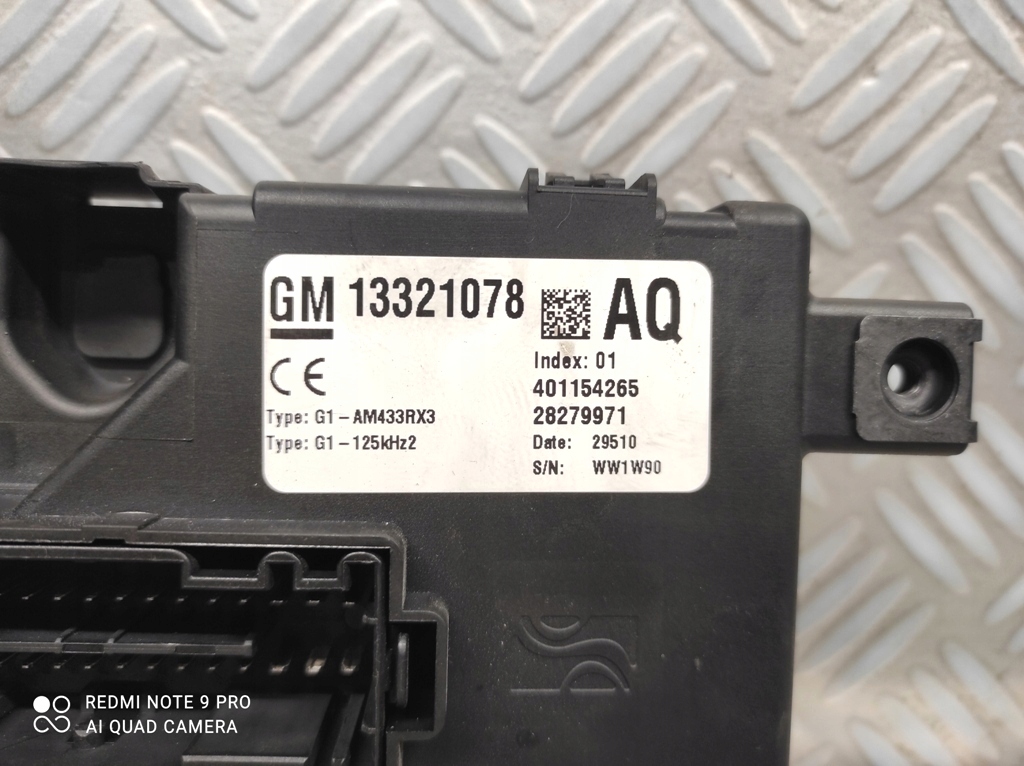 GM 13321078 AQ
Index: 01
CE 401154265
Type: G1-AM433RX3 28279971
Type: G1-125kHz2 Date: 29510
S/N: WW1W90
REDMI NOTE 9 PRO
AI QUAD CAMERA